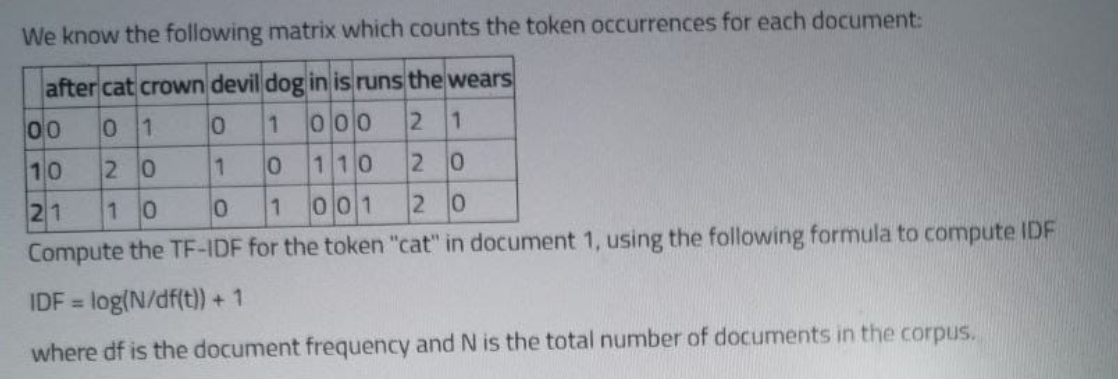 We know the following matrix which counts the token occurrences for each document:
after cat crown devil dog in is runs the wears
0 0 0 1 0 1 0 0 0 2 1
1 0 2 0 1 0 1 1 0 2 0
2 1 1 0 0 1 0 0 1 2 0
Compute the TF-IDF for the token "cat" in document 1, using the following formula to compute IDF
IDF = log(N/df(t)) + 1
where df is the document frequency and N is the total number of documents in the corpus.